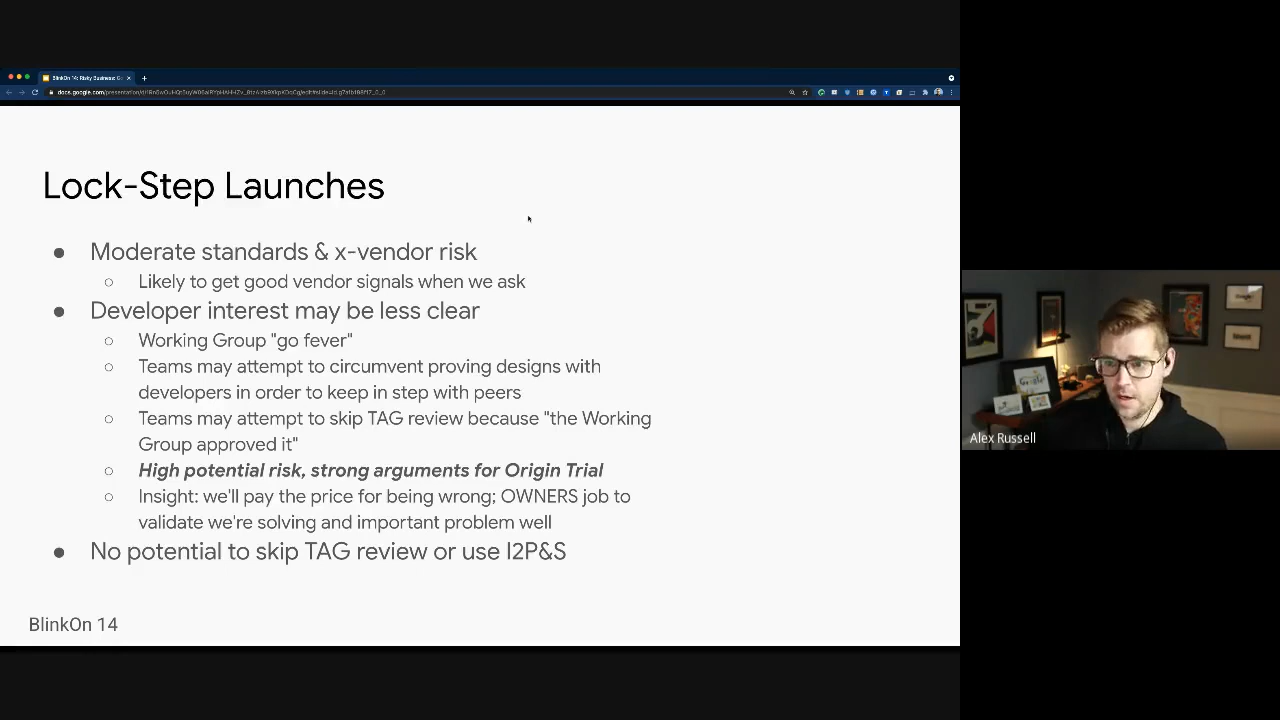 BlinkOn 14: Risky Business: G
Lock-Step Launches
Moderate standards & x-vendor risk
Likely to get good vendor signals when we ask
Developer interest may be less clear
Working Group "go fever"
Teams may attempt to circumvent proving designs with
developers in order to keep in step with peers
Teams may attempt to skip TAG review because "the Working
Group approved it"
High potential risk, strong arguments for Origin Trial
Insight: we'll pay the price for being wrong; OWNERS job to
validate we're solving and important problem well
No potential to skip TAG review or use I2P&S
BlinkOn 14
Google
Alex Russell